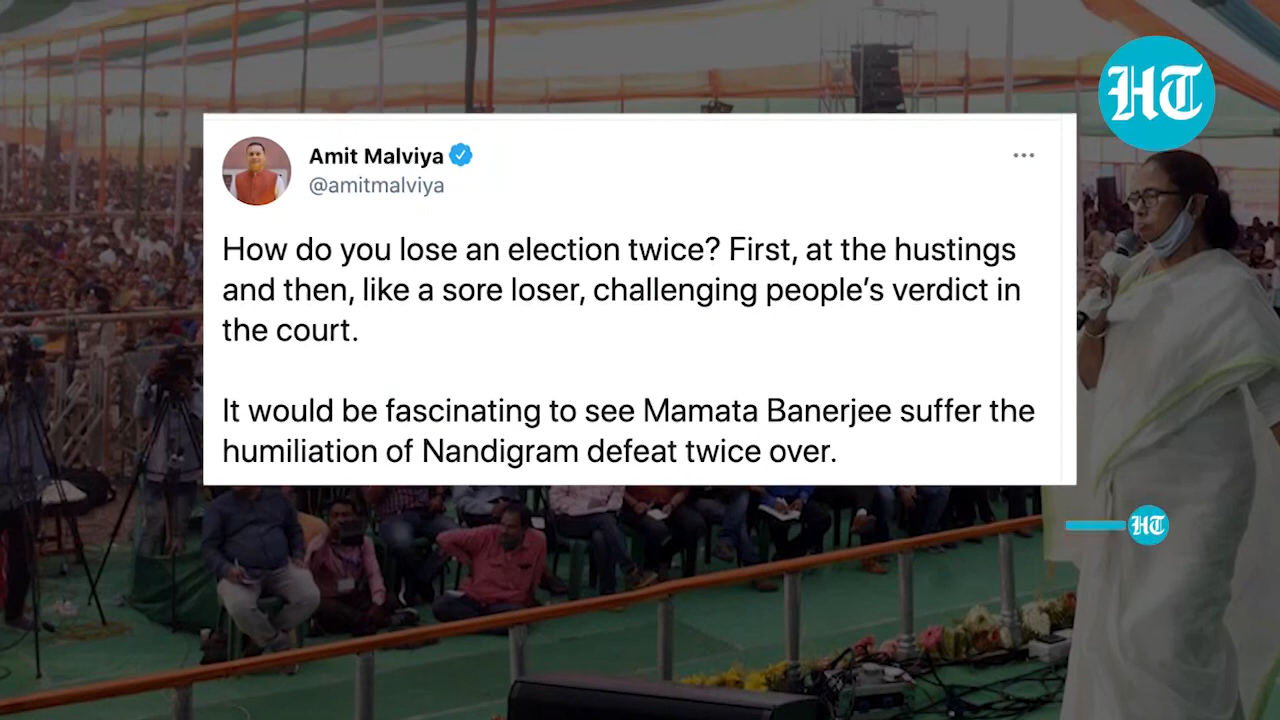 HT
Amit Malviya
@amitmalviya
How do you lose an election twice? First, at the hustings
and then, like a sore loser, challenging people’s verdict in
the court.
It would be fascinating to see Mamata Banerjee suffer the
humiliation of Nandigram defeat twice over.
HT